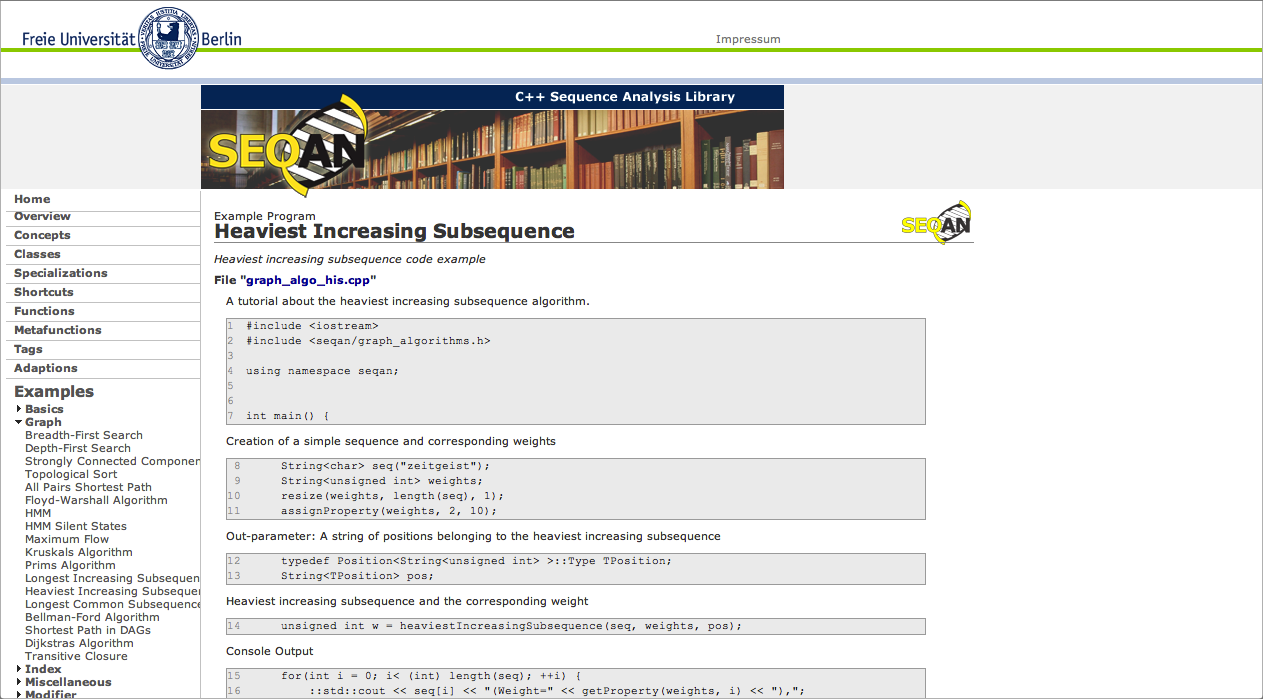 Freie Universität Berlin
Impressum
C++ Sequence Analysis Library
SEQAN
Home
Overview
Concepts
Classes
Specializations
Shortcuts
Functions
Metafunctions
Tags
Adaptions
Examples
Basics
Graph
Breadth-First Search
Depth-First Search
Strongly Connected Componen
Topological Sort
All Pairs Shortest Path
Floyd-Warshall Algorithm
HMM
HMM Silent States
Maximum Flow
Kruskals Algorithm
Prims Algorithm
Longest Increasing Subsequen
Heaviest Increasing Subsequen
Longest Common Subsequence
Bellman-Ford Algorithm
Shortest Path in DAGs
Dijkstras Algorithm
Transitive Closure
Index
Miscellaneous
Modifier
Example Program
Heaviest Increasing Subsequence
SEQAN
Heaviest increasing subsequence code example
File "graph_algo_his.cpp"
A tutorial about the heaviest increasing subsequence algorithm.
1 #include <iostream>
2 #include <seqan/graph_algorithms.h>
3
4 using namespace seqan;
5
6
7 int main() {
Creation of a simple sequence and corresponding weights
8 String<char> seq("zeitgeist");
9 String<unsigned int> weights;
10 resize(weights, length(seq), 1);
11 assignProperty(weights, 2, 10);
Out-parameter: A string of positions belonging to the heaviest increasing subsequence
12 typedef Position<String<unsigned int> >::Type TPosition;
13 String<TPosition> pos;
Heaviest increasing subsequence and the corresponding weight
14 unsigned int w = heaviestIncreasingSubsequence(seq, weights, pos);
Console Output
15 for(int i = 0; i< (int) length(seq); ++i) {
16 ::std::cout << seq[i] << "(Weight=" << getProperty(weights, i) << "),";